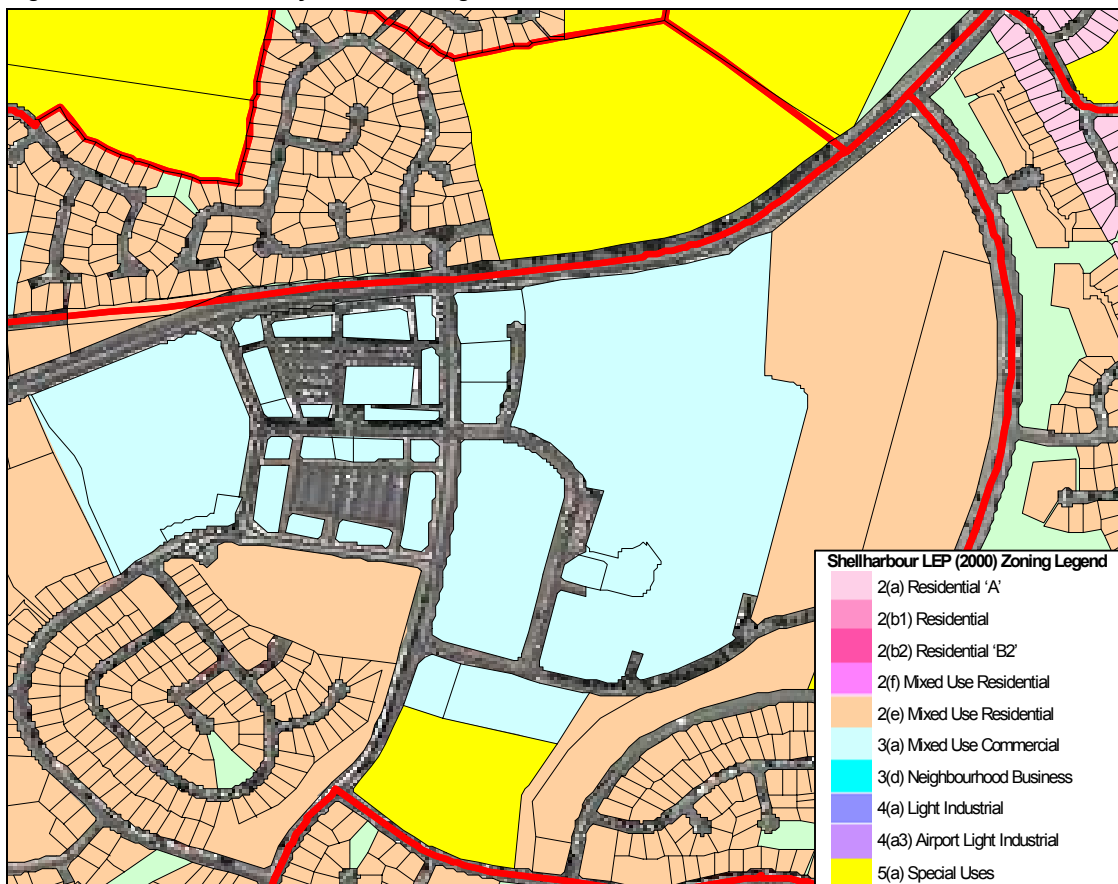 Shellharbour LEP (2000) Zoning Legend
2(a) Residential ‘A’
2(b1) Residential
2(b2) Residential ‘B2’
2(f) Mixed Use Residential
2(e) Mixed Use Residential
3(a) Mixed Use Commercial
3(d) Neighbourhood Business
4(a) Light Industrial
4(a3) Airport Light Industrial
5(a) Special Uses